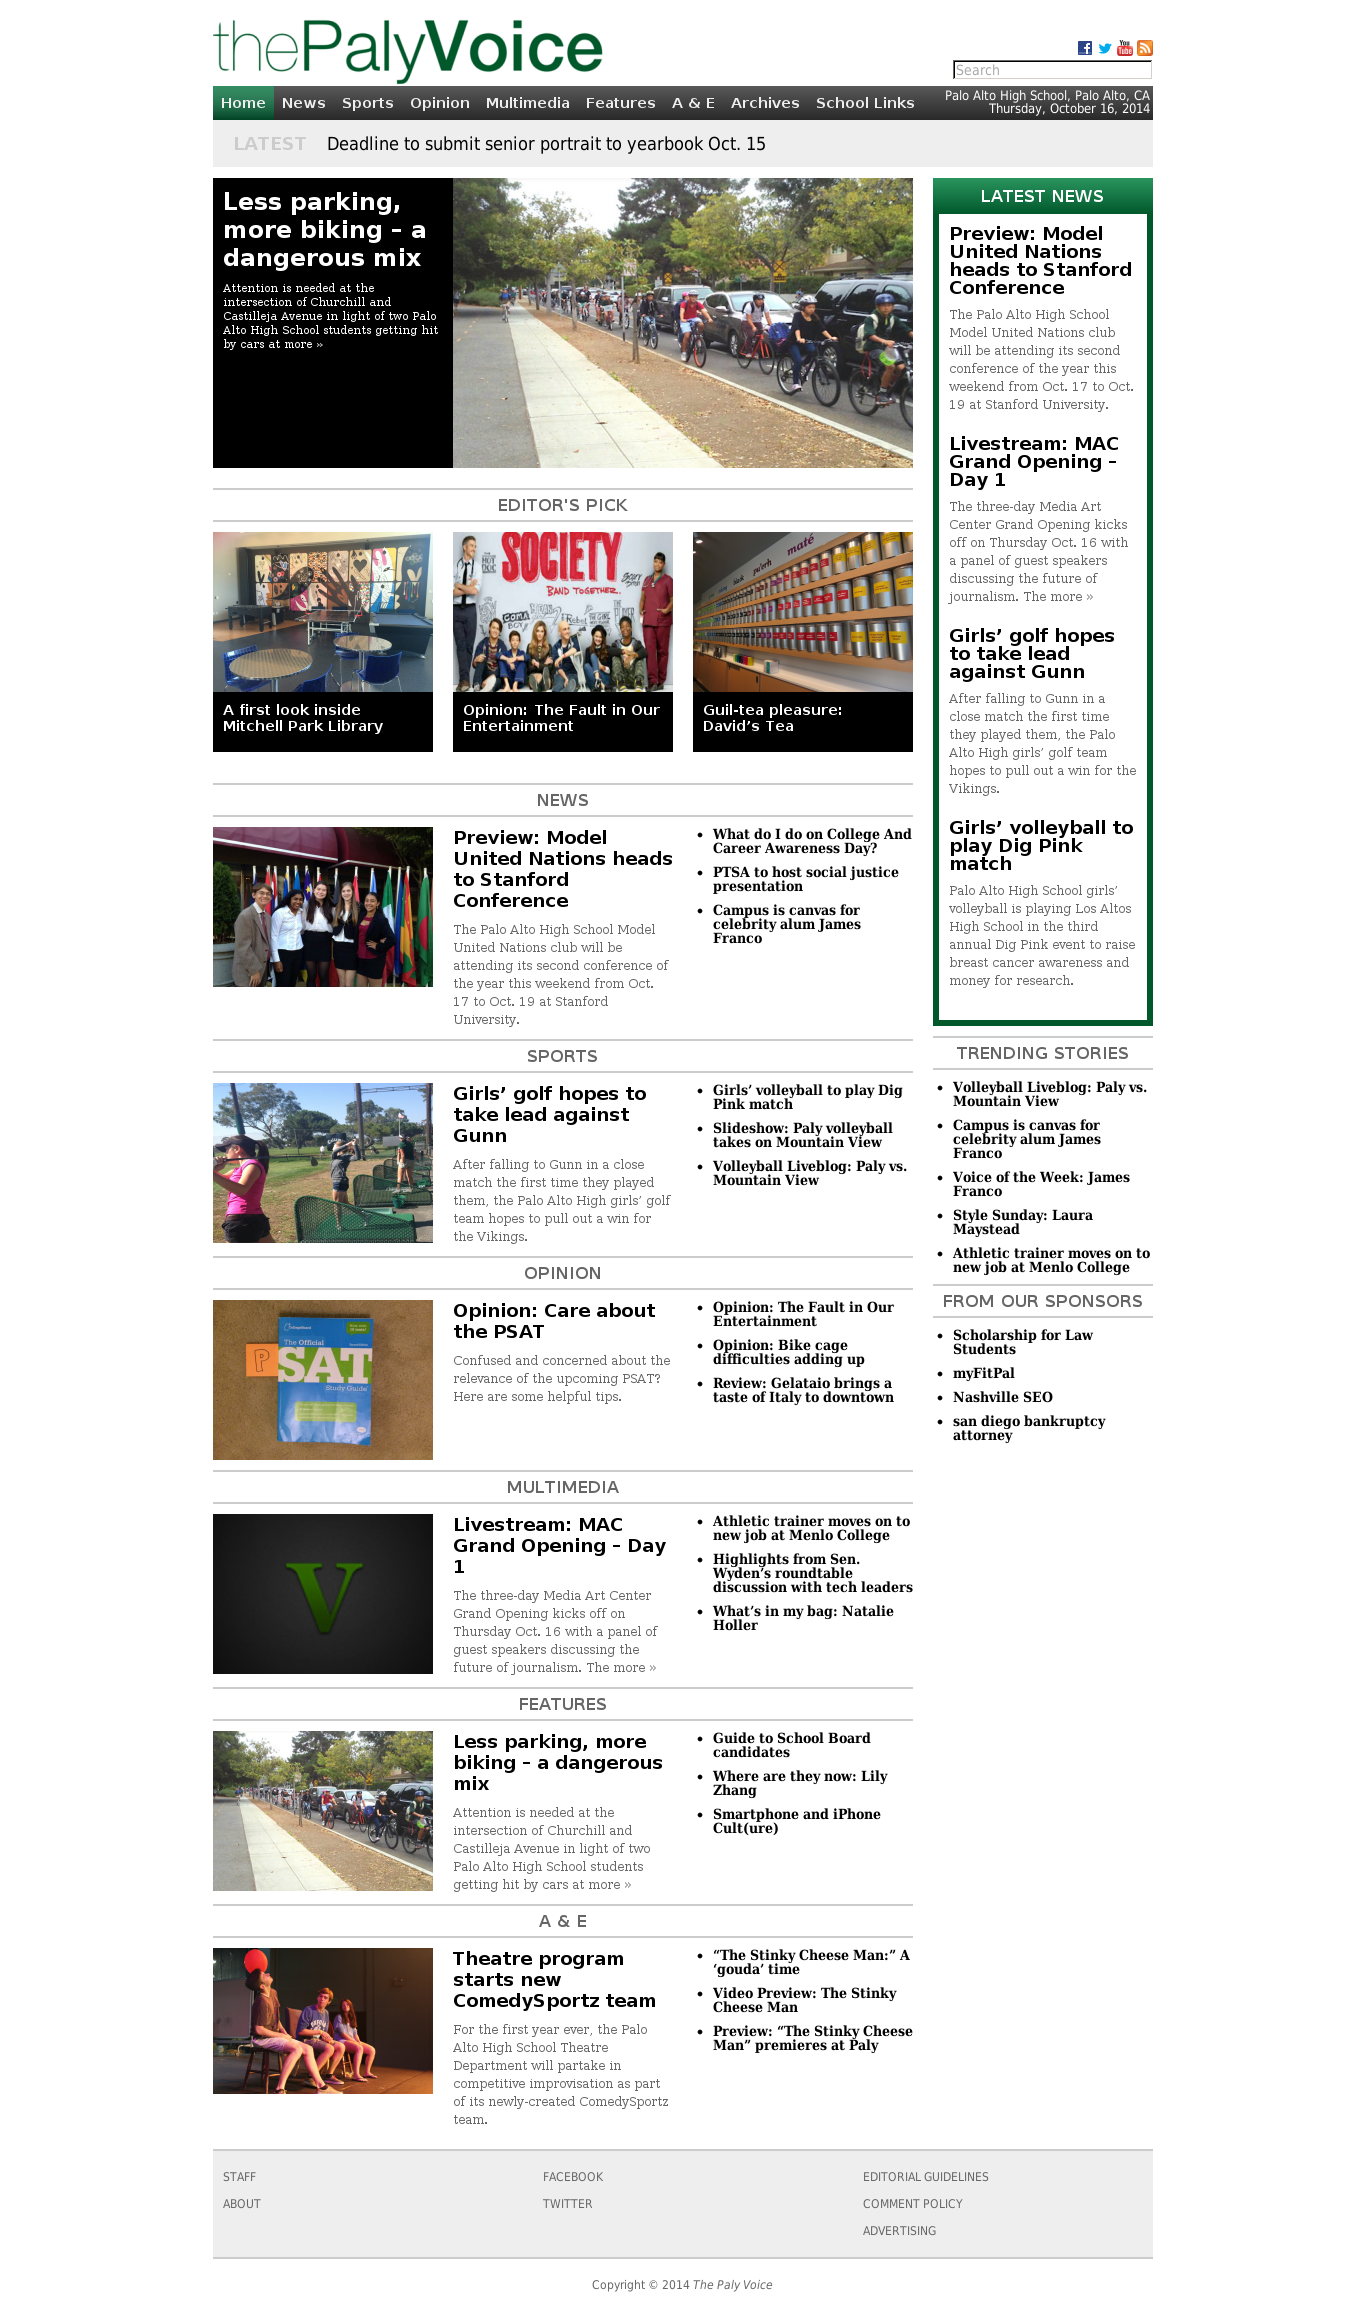 thePalyVoice
Search
Home News Sports Opinion Multimedia Features A & E Archives School Links
Palo Alto High School, Palo Alto, CA
Thursday, October 16, 2014
LATEST Deadline to submit senior portrait to yearbook Oct. 15
Less parking,
more biking – a
dangerous mix
Attention is needed at the
intersection of Churchill and
Castilleja Avenue in light of two Palo
Alto High School students getting hit
by cars at more »
EDITOR'S PICK
SOCIETY
BAND TOGETHER..
A first look inside
Mitchell Park Library
Opinion: The Fault in Our
Entertainment
maté
Guil-tea pleasure:
David’s Tea
NEWS
Preview: Model
United Nations heads
to Stanford
Conference
The Palo Alto High School Model
United Nations club will be
attending its second conference of
the year this weekend from Oct.
17 to Oct. 19 at Stanford
University.
• What do I do on College And
Career Awareness Day?
• PTSA to host social justice
presentation
• Campus is canvas for
celebrity alum James
Franco
SPORTS
Girls’ golf hopes to
take lead against
Gunn
After falling to Gunn in a close
match the first time they played
them, the Palo Alto High girls’ golf
team hopes to pull out a win for
the Vikings.
• Girls’ volleyball to play Dig
Pink match
• Slideshow: Paly volleyball
takes on Mountain View
• Volleyball Liveblog: Paly vs.
Mountain View
OPINION
The Official
PSAT
Study Guide
Opinion: Care about
the PSAT
Confused and concerned about the
relevance of the upcoming PSAT?
Here are some helpful tips.
• Opinion: The Fault in Our
Entertainment
• Opinion: Bike cage
difficulties adding up
• Review: Gelataio brings a
taste of Italy to downtown
MULTIMEDIA
V
Livestream: MAC
Grand Opening – Day
1
The three-day Media Art Center
Grand Opening kicks off on
Thursday Oct. 16 with a panel of
guest speakers discussing the
future of journalism. The more »
• Athletic trainer moves on to
new job at Menlo College
• Highlights from Sen.
Wyden’s roundtable
discussion with tech leaders
• What’s in my bag: Natalie
Holler
FEATURES
Less parking, more
biking – a dangerous
mix
Attention is needed at the
intersection of Churchill and
Castilleja Avenue in light of two
Palo Alto High School students
getting hit by cars at more »
• Guide to School Board
candidates
• Where are they now: Lily
Zhang
• Smartphone and iPhone
Cult(ure)
A & E
Theatre program
starts new
ComedySportz team
For the first year ever, the Palo
Alto High School Theatre
Department will partake in
competitive improvisation as part
of its newly-created ComedySportz
team.
• “The Stinky Cheese Man:” A
‘gouda’ time
• Video Preview: The Stinky
Cheese Man
• Preview: “The Stinky Cheese
Man” premieres at Paly
LATEST NEWS
Preview: Model
United Nations
heads to Stanford
Conference
The Palo Alto High School
Model United Nations club
will be attending its second
conference of the year this
weekend from Oct. 17 to Oct.
19 at Stanford University.
Livestream: MAC
Grand Opening –
Day 1
The three-day Media Art
Center Grand Opening kicks
off on Thursday Oct. 16 with
a panel of guest speakers
discussing the future of
journalism. The more »
Girls’ golf hopes
to take lead
against Gunn
After falling to Gunn in a
close match the first time
they played them, the Palo
Alto High girls’ golf team
hopes to pull out a win for the
Vikings.
Girls’ volleyball to
play Dig Pink
match
Palo Alto High School girls’
volleyball is playing Los Altos
High School in the third
annual Dig Pink event to raise
breast cancer awareness and
money for research.
TRENDING STORIES
• Volleyball Liveblog: Paly vs.
Mountain View
• Campus is canvas for
celebrity alum James
Franco
• Voice of the Week: James
Franco
• Style Sunday: Laura
Maystead
• Athletic trainer moves on to
new job at Menlo College
FROM OUR SPONSORS
• Scholarship for Law
Students
• myFitPal
• Nashville SEO
• san diego bankruptcy
attorney
STAFF
ABOUT
FACEBOOK
TWITTER
EDITORIAL GUIDELINES
COMMENT POLICY
ADVERTISING
Copyright © 2014 The Paly Voice